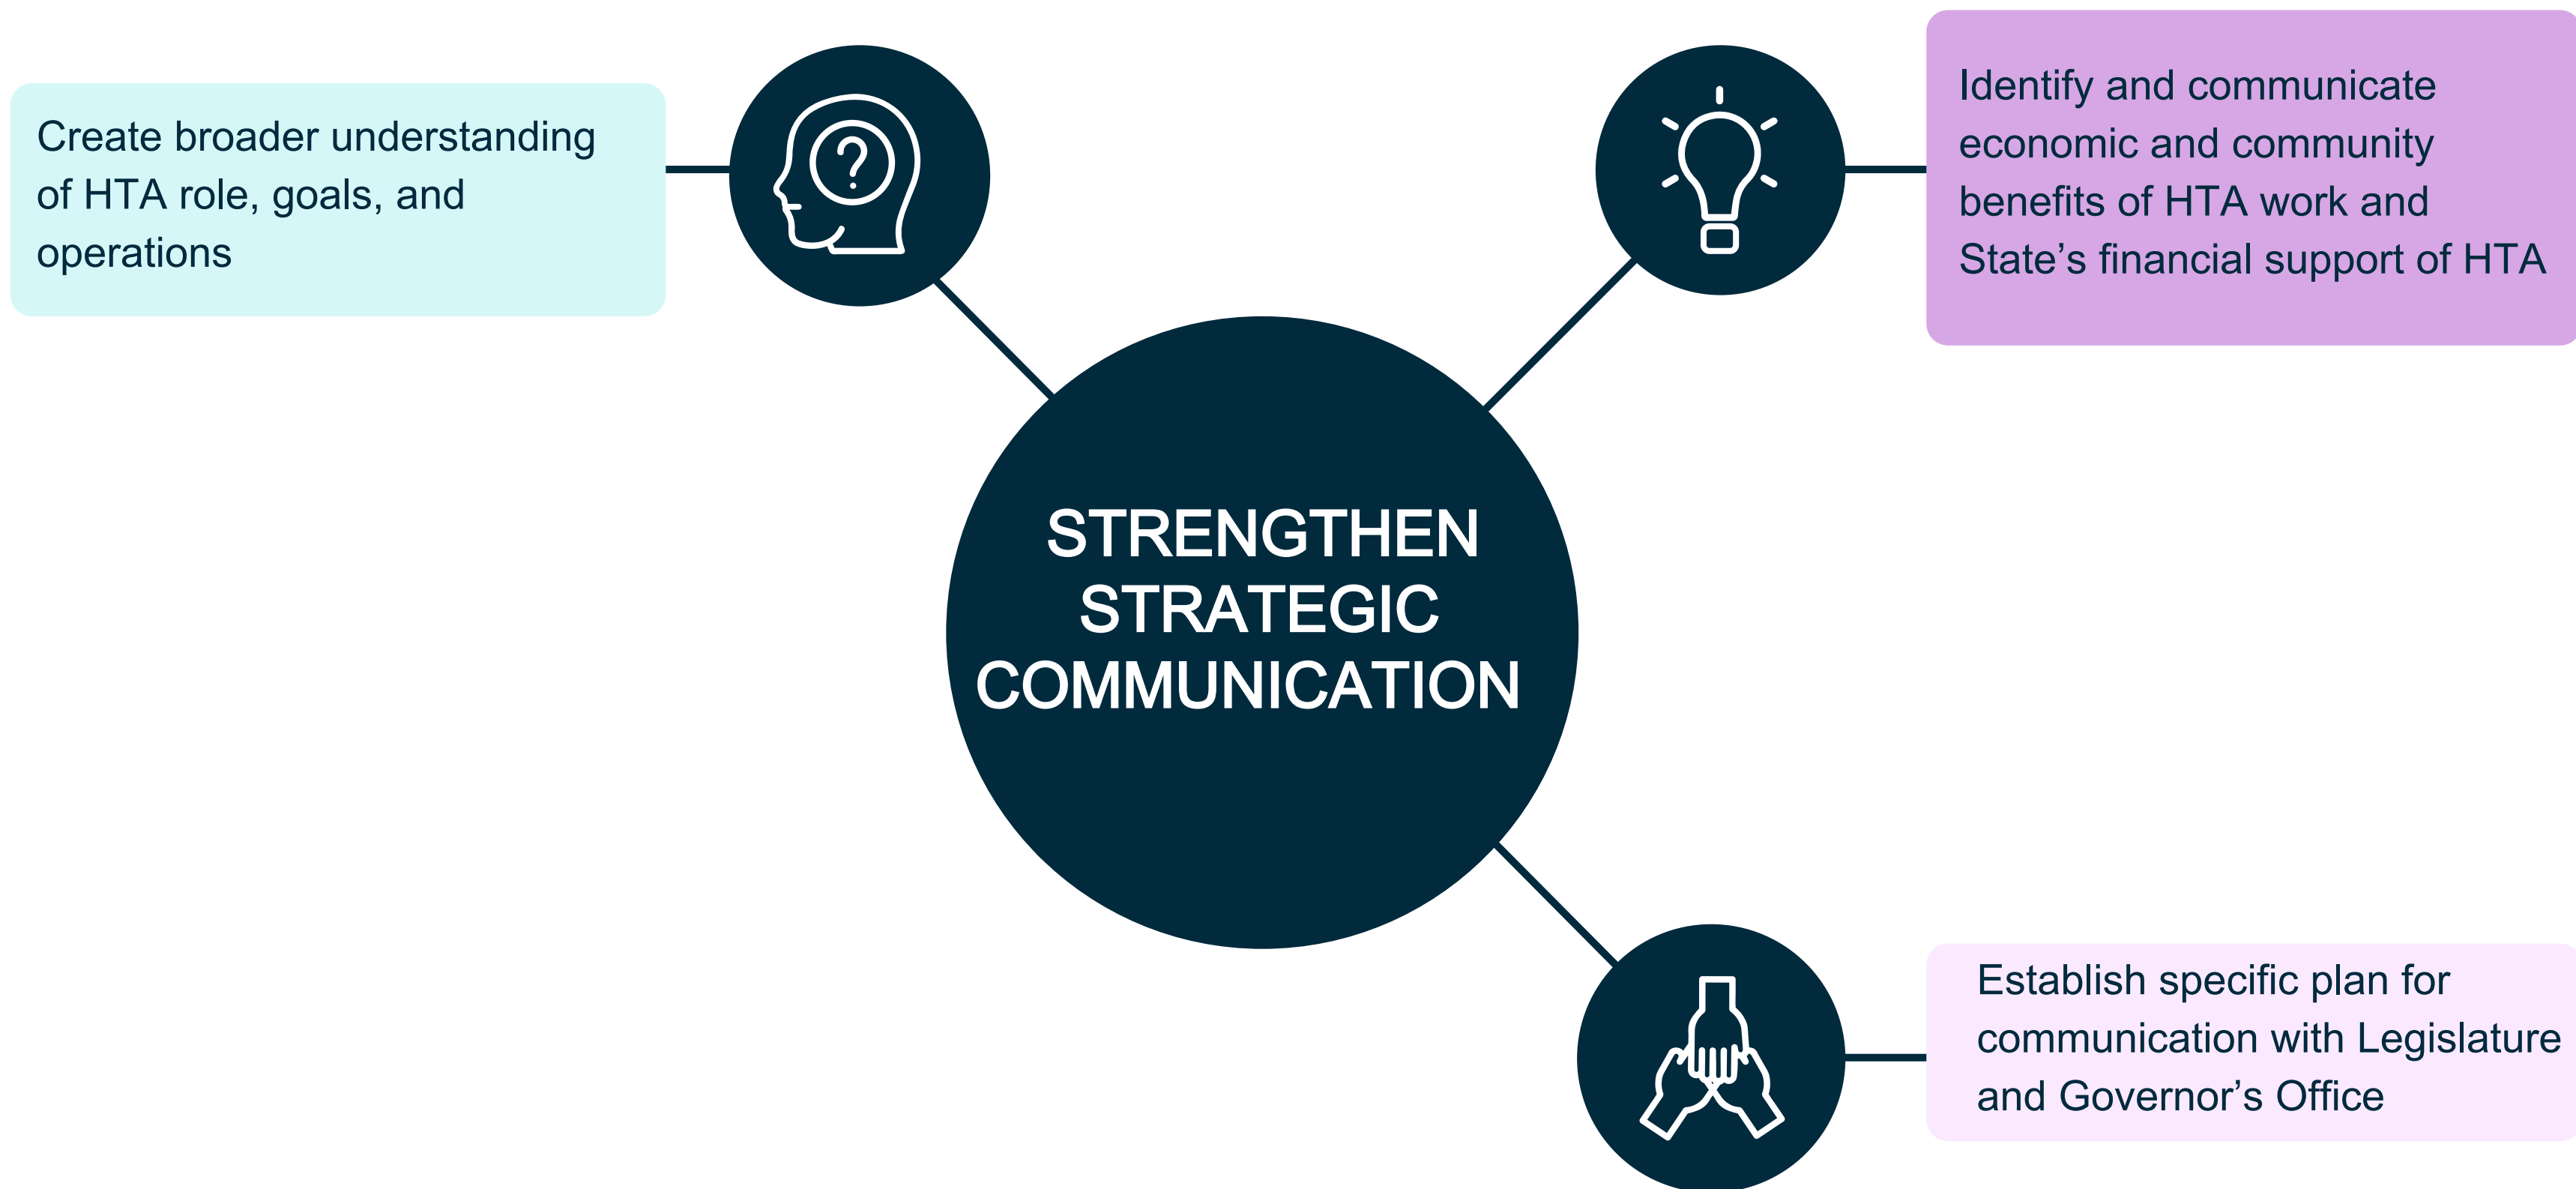 Create broader understanding
of HTA role, goals, and
operations
Identify and communicate
economic and community
benefits of HTA work and
State’s financial support of HTA
STRENGTHEN
STRATEGIC
COMMUNICATION
Establish specific plan for
communication with Legislature
and Governor’s Office